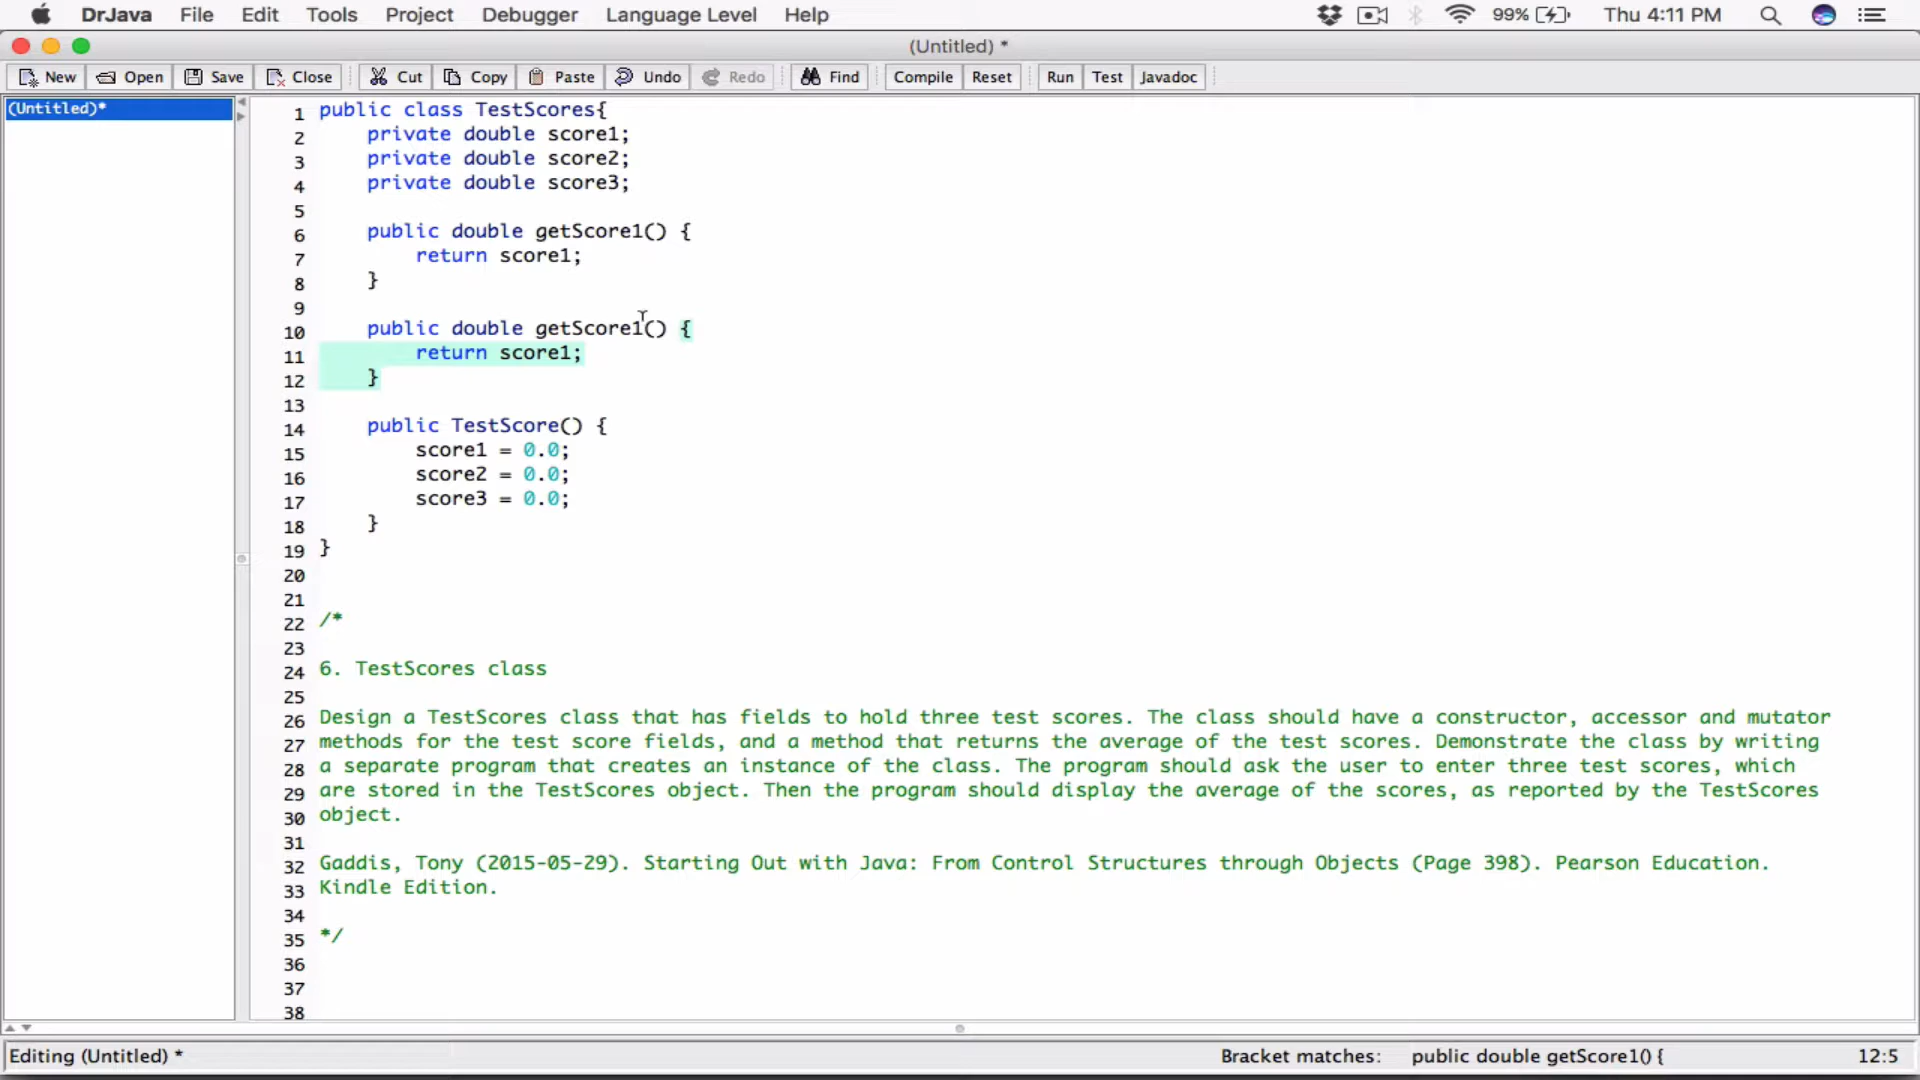 DrJava File Edit Tools Project Debugger Language Level Help 99% Thu 4:11 PM
(Untitled) *
New Open Save Close Cut Copy Paste Undo Redo Find Compile Reset Run Test Javadoc
(Untitled)*
1 public class TestScores{
2 private double score1;
3 private double score2;
4 private double score3;
5
6 public double getScore1() {
7 return score1;
8 }
9
10 public double getScore1() {
11 return score1;
12 }
13
14 public TestScore() {
15 score1 = 0.0;
16 score2 = 0.0;
17 score3 = 0.0;
18 }
19 }
20
21
22 /*
23
24 6. TestScores class
25
26 Design a TestScores class that has fields to hold three test scores. The class should have a constructor, accessor and mutator
27 methods for the test score fields, and a method that returns the average of the test scores. Demonstrate the class by writing
28 a separate program that creates an instance of the class. The program should ask the user to enter three test scores, which
29 are stored in the TestScores object. Then the program should display the average of the scores, as reported by the TestScores
30 object.
31
32 Gaddis, Tony (2015-05-29). Starting Out with Java: From Control Structures through Objects (Page 398). Pearson Education.
33 Kindle Edition.
34
35 */
36
37
38
Editing (Untitled) * Bracket matches: public double getScore1() { 12:5